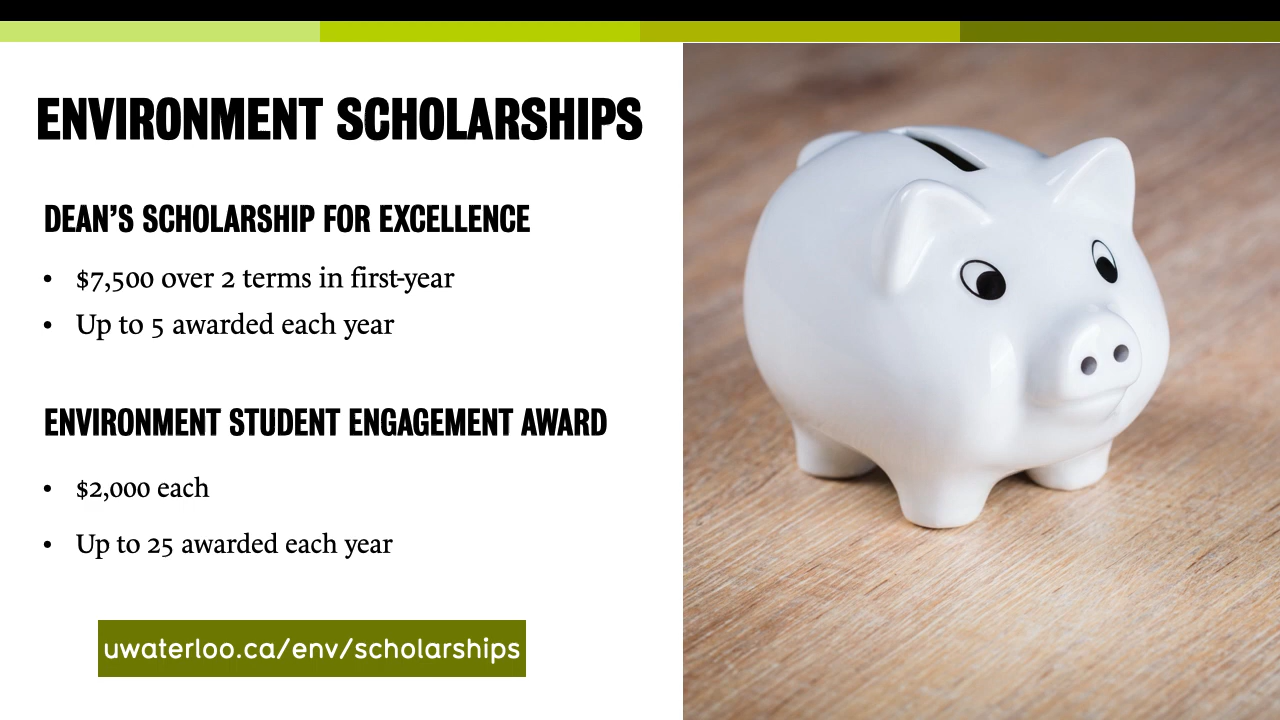 ENVIRONMENT SCHOLARSHIPS
DEAN’S SCHOLARSHIP FOR EXCELLENCE
• $7,500 over 2 terms in first-year
• Up to 5 awarded each year
ENVIRONMENT STUDENT ENGAGEMENT AWARD
• $2,000 each
• Up to 25 awarded each year
uwaterloo.ca/env/scholarships